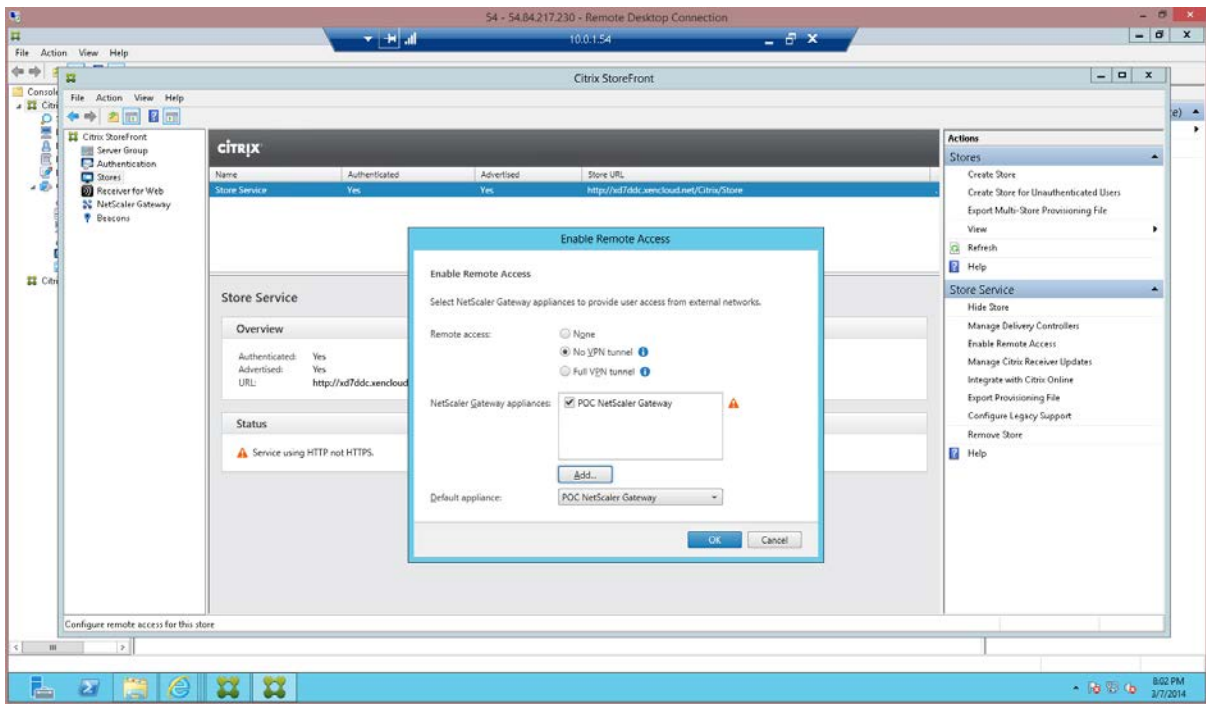 54 - 54.84.217.230 - Remote Desktop Connection
10.0.1.54
File Action View Help
Citrix StoreFront
Console
File Action View Help
Citrix StoreFront
Server Group
Authentication
Stores
Receiver for Web
NetScaler Gateway
Beacons
CITRIX
Name Authenticated Advertised Store URL
Store Service Yes Yes http://xd7ddc.xencloud.net/Citrix/Store
Enable Remote Access
Enable Remote Access
Select NetScaler Gateway appliances to provide user access from external networks.
Remote access:
None
No VPN tunnel
Full VPN tunnel
NetScaler Gateway appliances:
POC NetScaler Gateway
Add...
Default appliance:
POC NetScaler Gateway
OK Cancel
Store Service
Overview
Authenticated: Yes
Advertised: Yes
URL: http://xd7ddc.xencloud
Status
Service using HTTP not HTTPS.
Actions
Stores
Create Store
Create Store for Unauthenticated Users
Export Multi-Store Provisioning File
View
Refresh
Help
Store Service
Hide Store
Manage Delivery Controllers
Enable Remote Access
Manage Citrix Receiver Updates
Integrate with Citrix Online
Export Provisioning File
Configure Legacy Support
Remove Store
Help
Configure remote access for this store
8:02 PM
3/7/2014